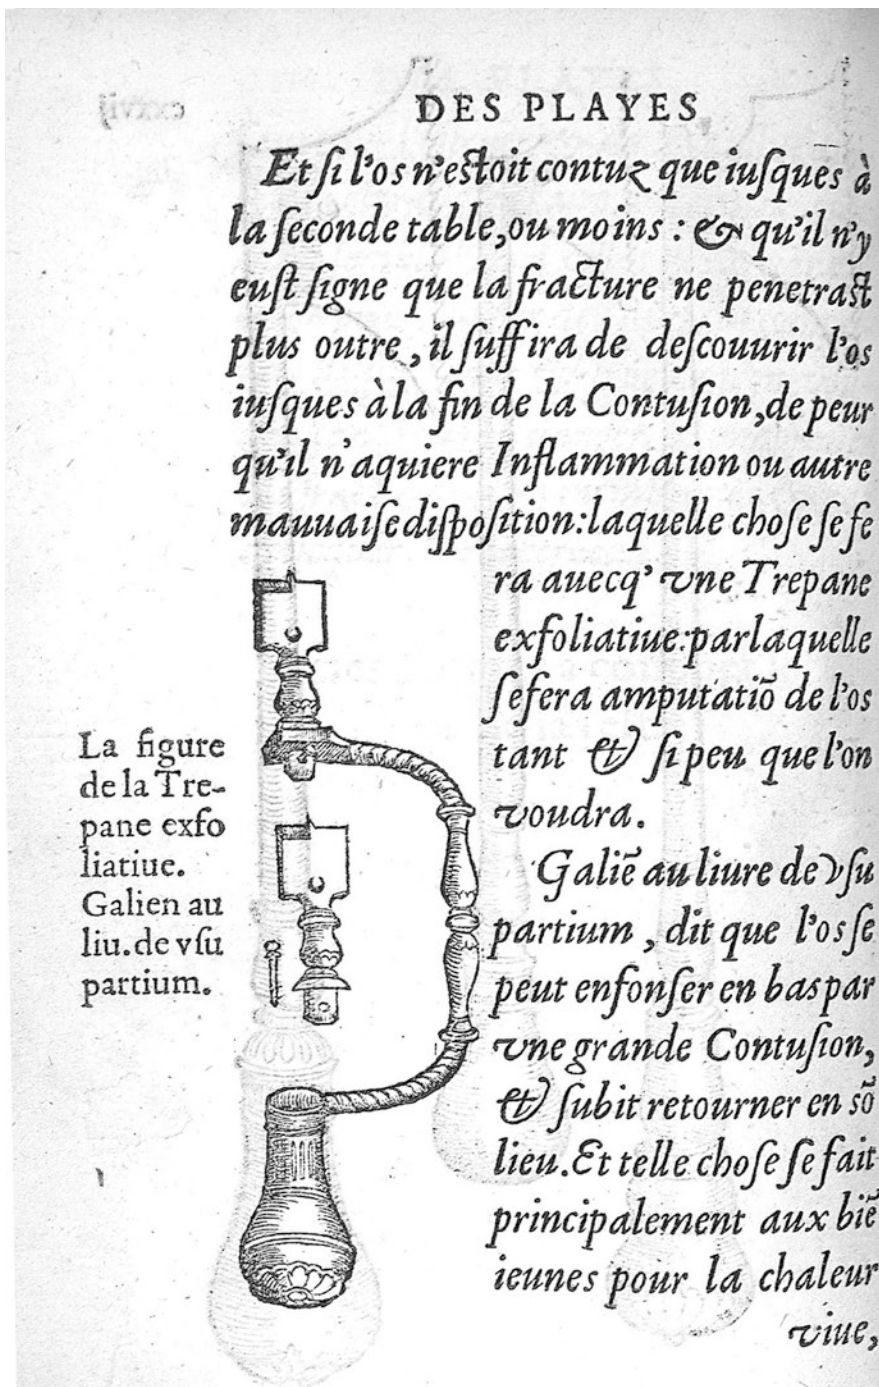 DES PLAYES
Et ſi l'os n'eſtoit contuz que iuſques à
la ſeconde table, ou moins : & qu'il n'y
euſt ſigne que la fracture ne penetraſt
plus outre, il ſuffira de deſcouurir l'os
iuſques à la fin de la Contuſion, de peur
qu'il n'aquiere Inflammation ou autre
mauuaiſe diſpoſition: laquelle choſe ſe fe
ra auecq' vne Trepane
exfoliatiue: par laquelle
ſe fera amputatiõ de l'os
tant & ſi peu que l'on
voudra.
Galiẽ au liure de vſu
partium, dit que l'os ſe
peut enfonſer en bas par
vne grande Contuſion,
& ſubit retourner en sõ
lieu. Et telle choſe ſe fait
principalement aux biẽ
ieunes pour la chaleur
viue,
La figure
de la Tre-
pane exfo
liatiue.
Galien au
liu. de vſu
partium.
cxxvij